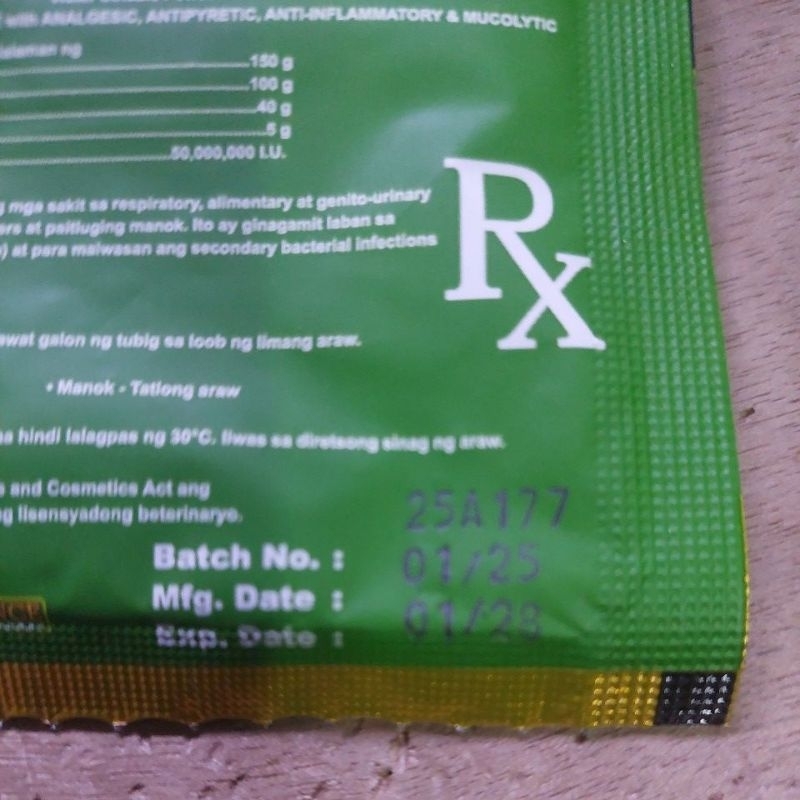 with ANALGESIC, ANTIPYRETIC, ANTI-INFLAMMATORY & MUCOLYTIC
ng
150 g
100 g
40 g
5 g
50,000,000 I.U.
mga sakit sa respiratory, alimentary at genito-urinary
at paitluging manok. Ito ay ginagamit laban sa
at para maiwasan ang secondary bacterial infections
Rx
galon ng tubig sa loob ng limang araw.
• Manok - Tatlong araw
hindi lalagpas ng 30°C. Iiwas sa diretsong sinag ng araw.
and Cosmetics Act ang
lisensyadong beterinaryo.
25A177
Batch No. : 01/25
Mfg. Date : 01/28
Exp. Date :